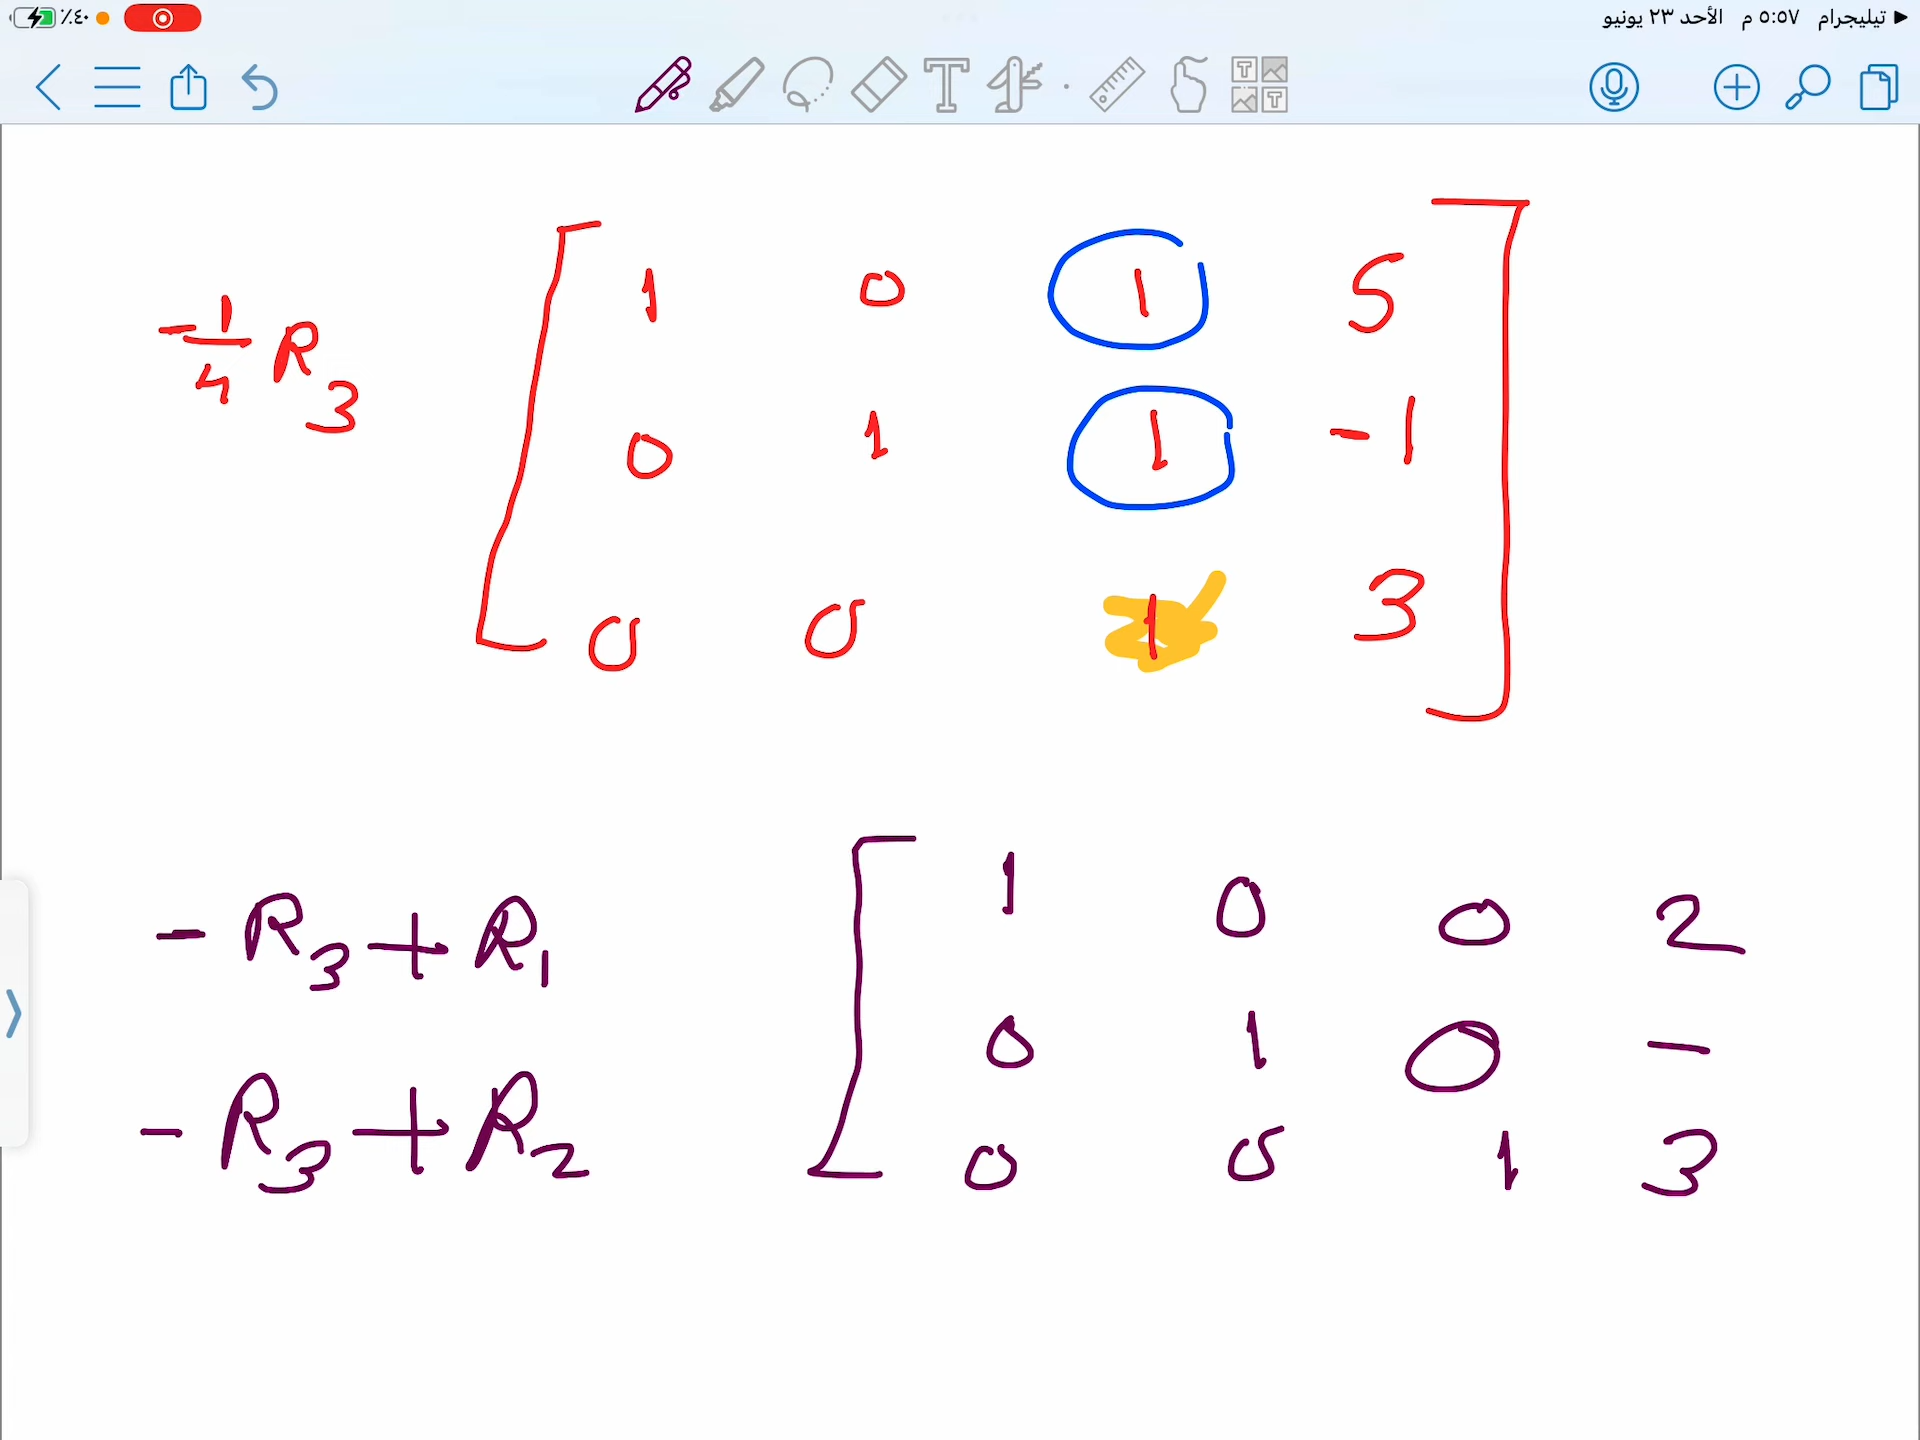 ٪٤٠
◀ تيليجرام ٥:٥٧ م الأحد ٢٣ يونيو
-1/4 R3
1 0 1 5
0 1 1 -1
0 0 1 3
- R3 + R1
- R3 + R2
1 0 0 2
0 1 0 -
0 0 1 3